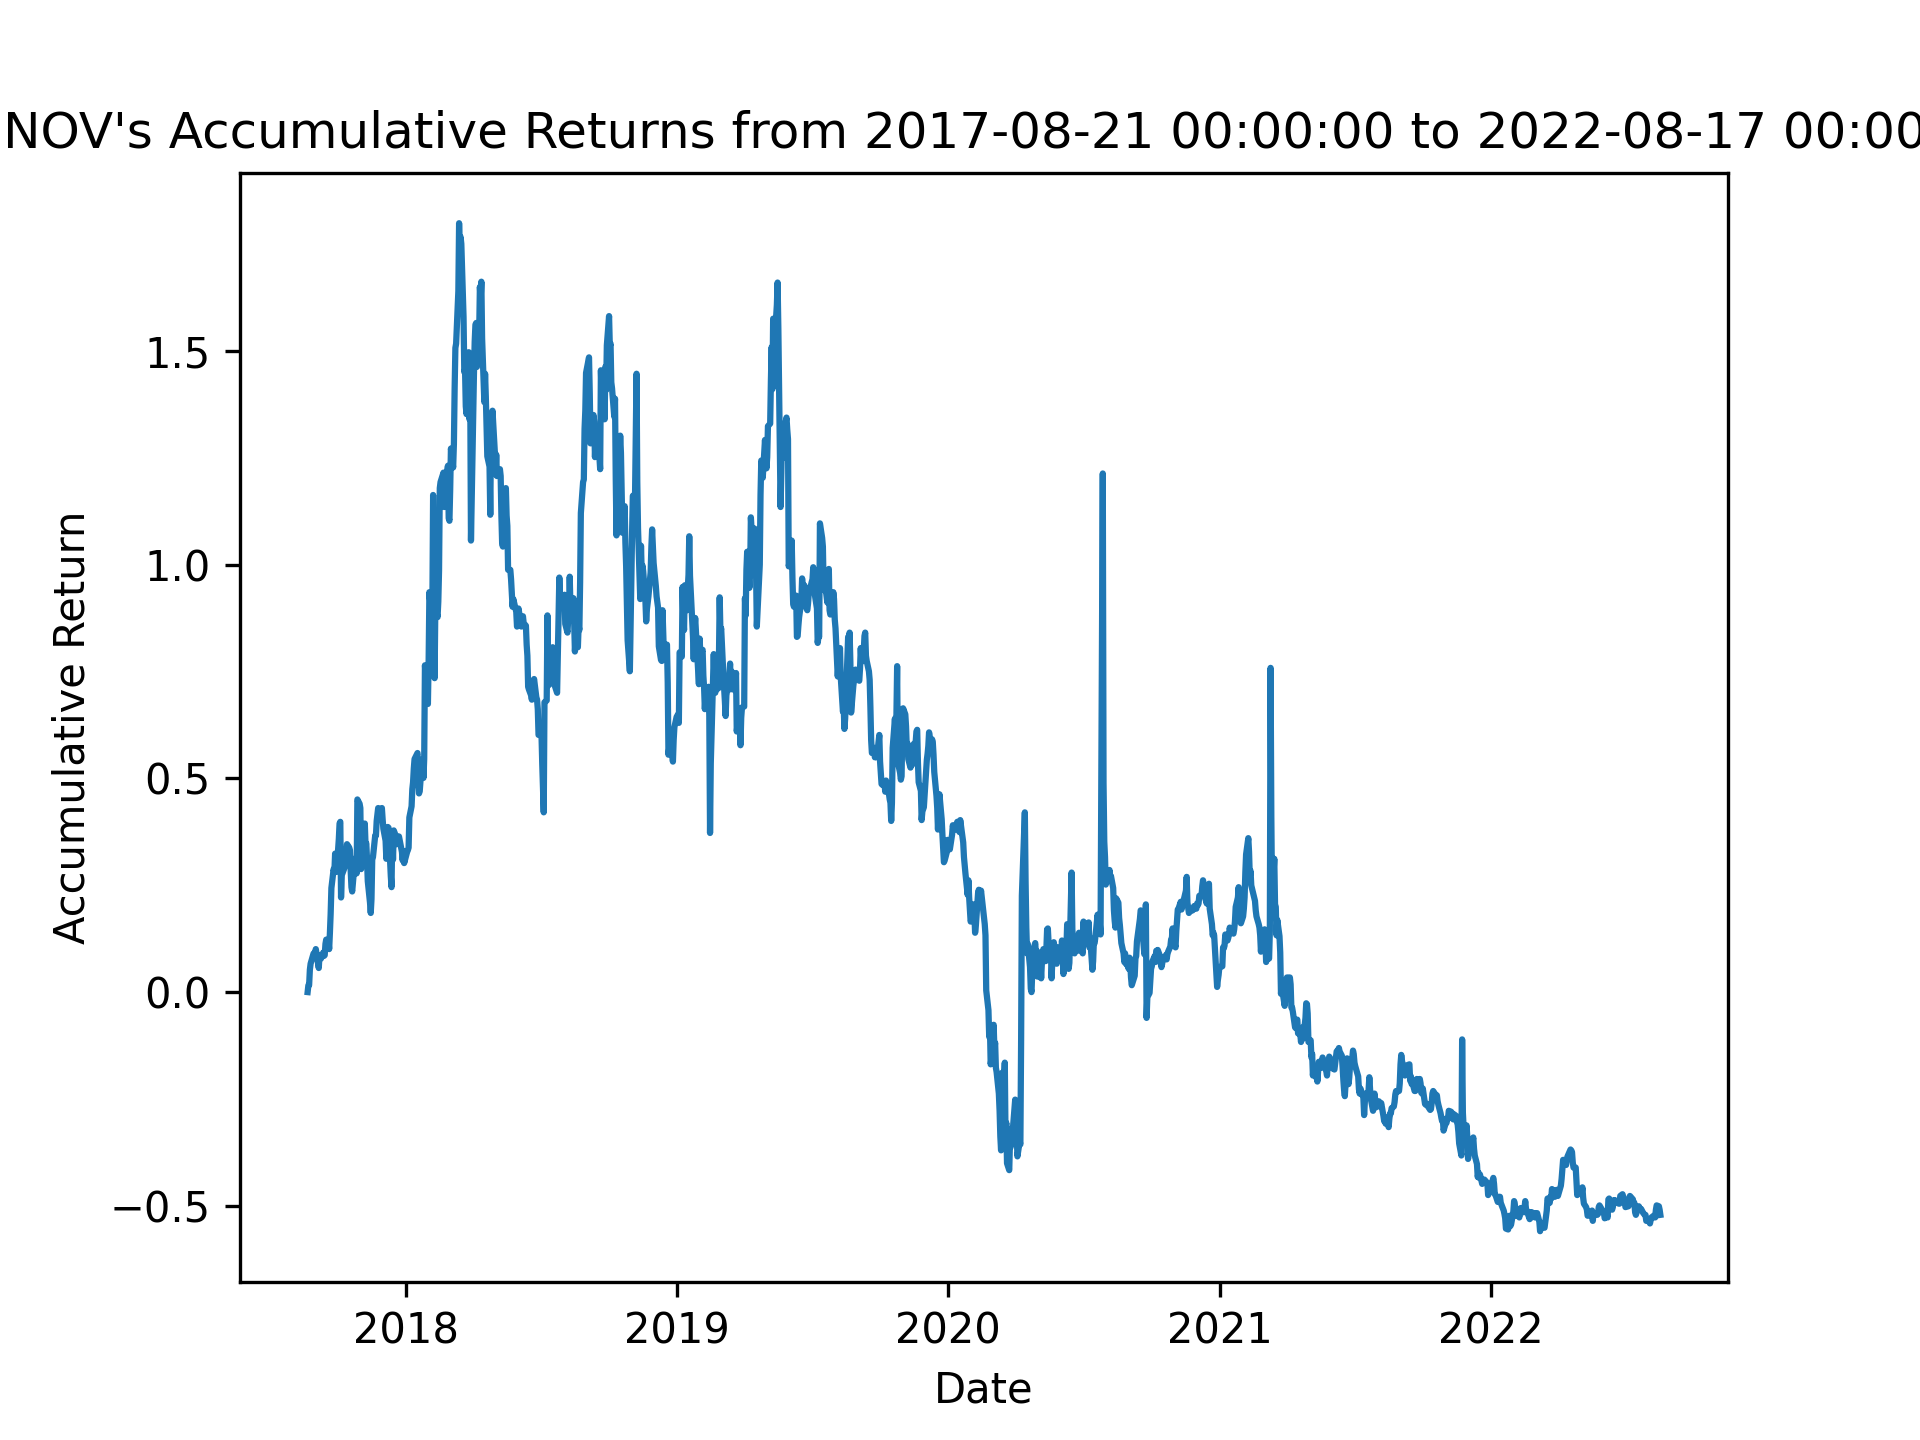 NOV's Accumulative Returns from 2017-08-21 00:00:00 to 2022-08-17 00:00
Accumulative Return
1.5
1.0
0.5
0.0
−0.5
2018 2019 2020 2021 2022
Date